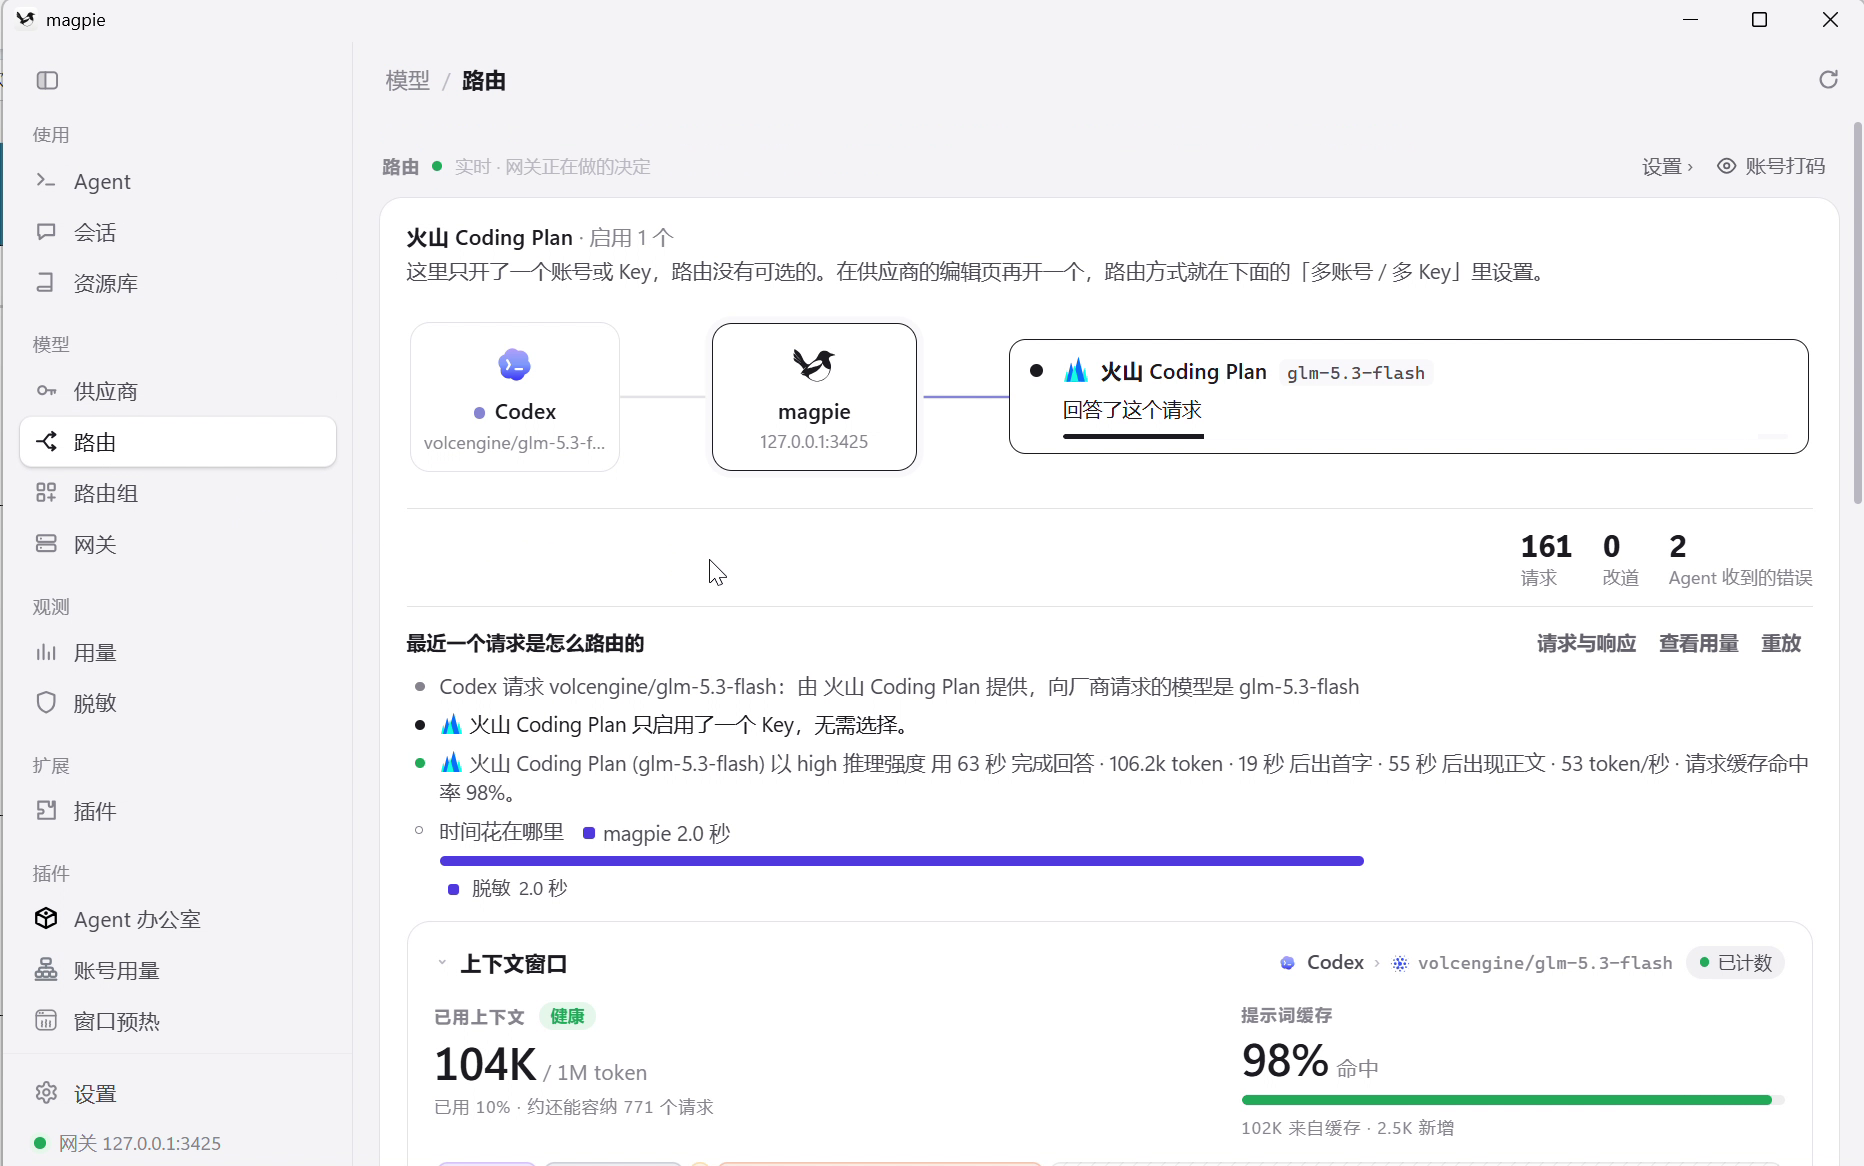 magpie
模型 / 路由
使用
Agent
会话
资源库
模型
供应商
路由
路由组
网关
观测
用量
脱敏
扩展
插件
插件
Agent 办公室
账号用量
窗口预热
设置
网关 127.0.0.1:3425
路由 实时 · 网关正在做的决定
设置 › 账号打码
火山 Coding Plan · 启用 1 个
这里只开了一个账号或 Key，路由没有可选的。在供应商的编辑页再开一个，路由方式就在下面的「多账号 / 多 Key」里设置。
Codex
volcengine/glm-5.3-f...
magpie
127.0.0.1:3425
火山 Coding Plan glm-5.3-flash
回答了这个请求
161 0 2
请求 改道 Agent 收到的错误
最近一个请求是怎么路由的 请求与响应 查看用量 重放
Codex 请求 volcengine/glm-5.3-flash：由 火山 Coding Plan 提供，向厂商请求的模型是 glm-5.3-flash
火山 Coding Plan 只启用了一个 Key，无需选择。
火山 Coding Plan (glm-5.3-flash) 以 high 推理强度 用 63 秒 完成回答 · 106.2k token · 19 秒 后出首字 · 55 秒 后出现正文 · 53 token/秒 · 请求缓存命中
率 98%。
时间花在哪里 magpie 2.0 秒
脱敏 2.0 秒
上下文窗口 Codex › volcengine/glm-5.3-flash 已计数
已用上下文 健康
104K / 1M token
已用 10% · 约还能容纳 771 个请求
提示词缓存
98% 命中
102K 来自缓存 · 2.5K 新增